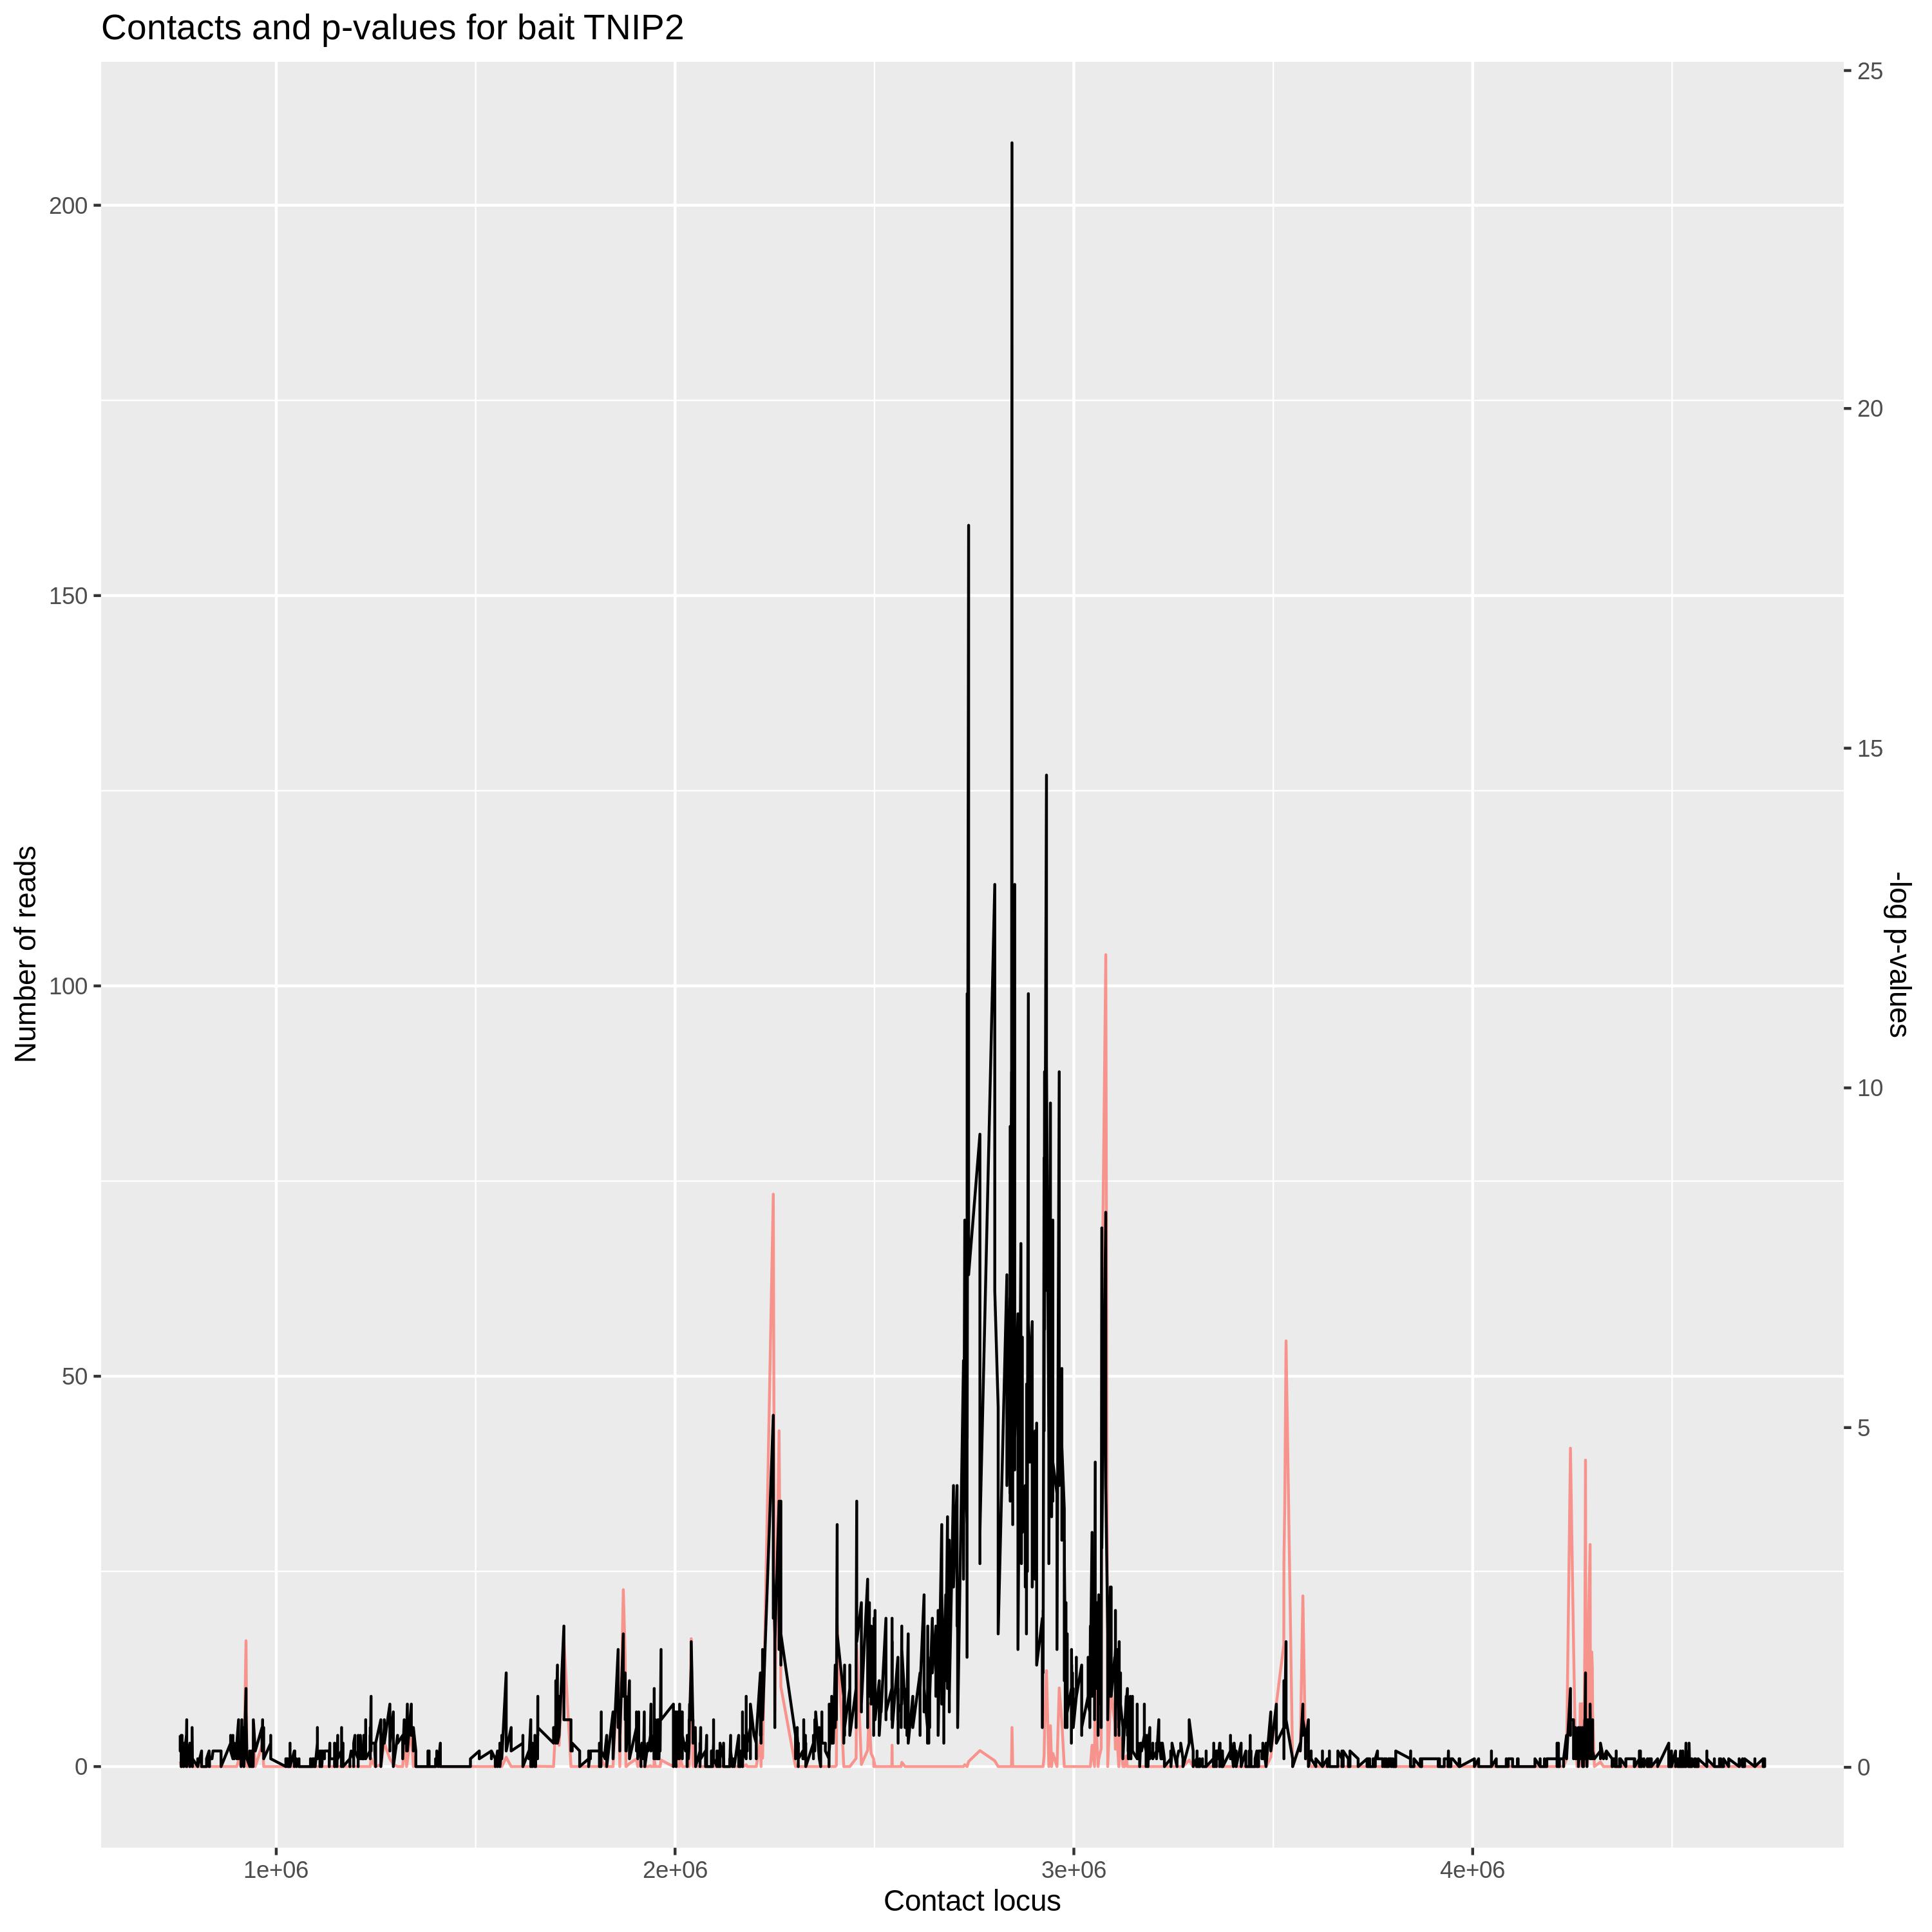 Contacts and p-values for bait TNIP2
Number of reads
200
150
100
50
0
25
20
15
10
5
0
-log p-values
1e+06 2e+06 3e+06 4e+06
Contact locus